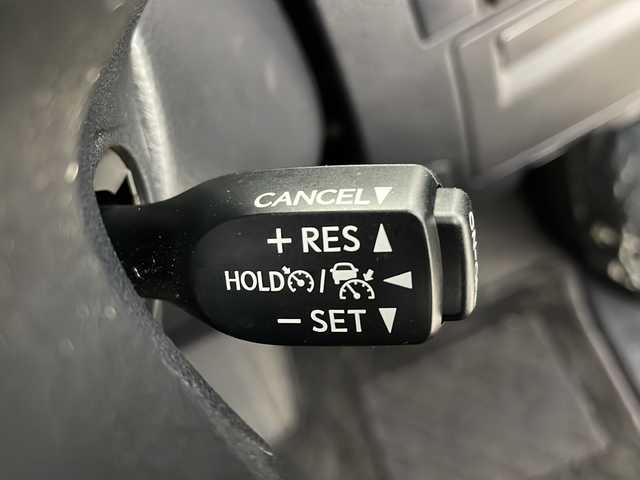 CANCEL▼
+ RES ▲
HOLD / ◀
− SET ▼